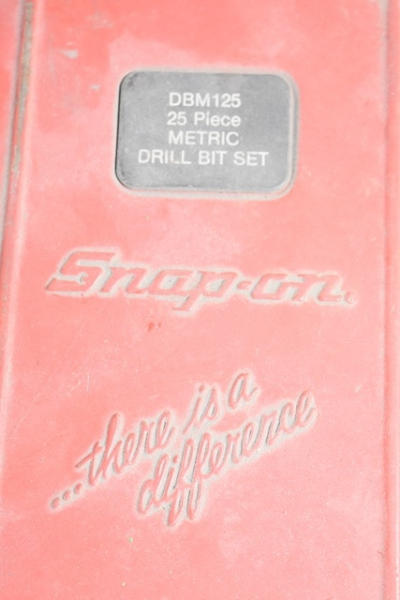 DBM125
25 Piece
METRIC
DRILL BIT SET
Snap-on.
...there is a
difference